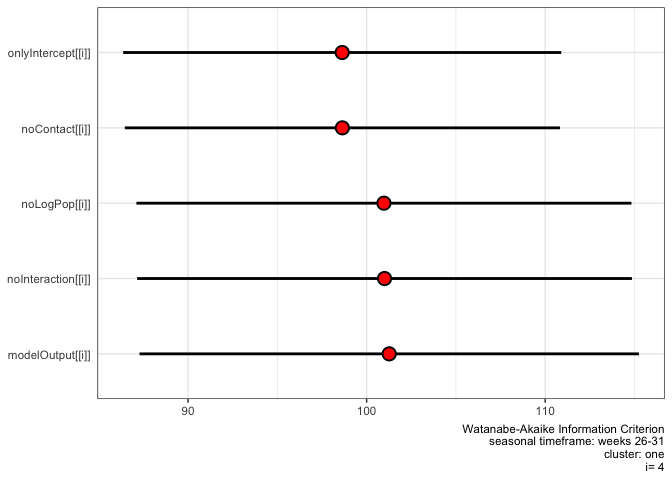 onlyIntercept[[i]]
noContact[[i]]
noLogPop[[i]]
noInteraction[[i]]
modelOutput[[i]]
90 100 110
Watanabe-Akaike Information Criterion
seasonal timeframe: weeks 26-31
cluster: one
i= 4